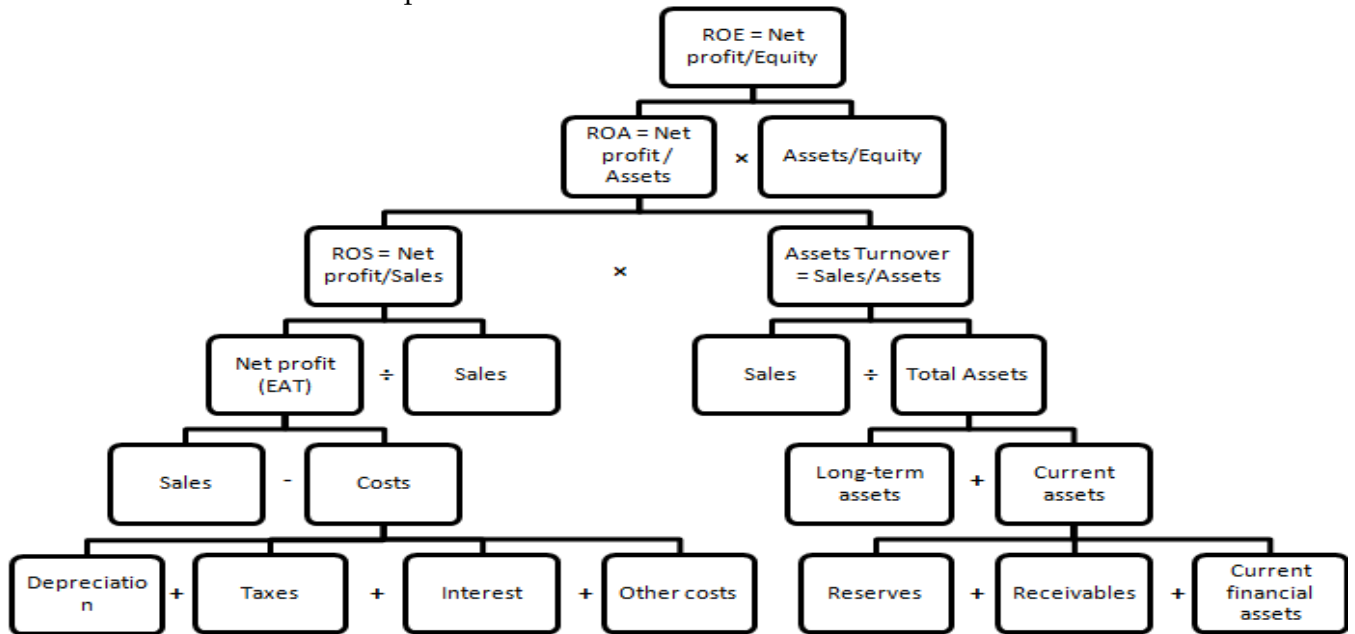 ROE = Net
profit/Equity
ROA = Net
profit /
Assets
×
Assets/Equity
ROS = Net
profit/Sales
×
Assets Turnover
= Sales/Assets
Net profit
(EAT)
÷
Sales
Sales
÷
Total Assets
Sales
-
Costs
Long-term
assets
+
Current
assets
Depreciatio
n
+
Taxes
+
Interest
+
Other costs
Reserves
+
Receivables
+
Current
financial
assets